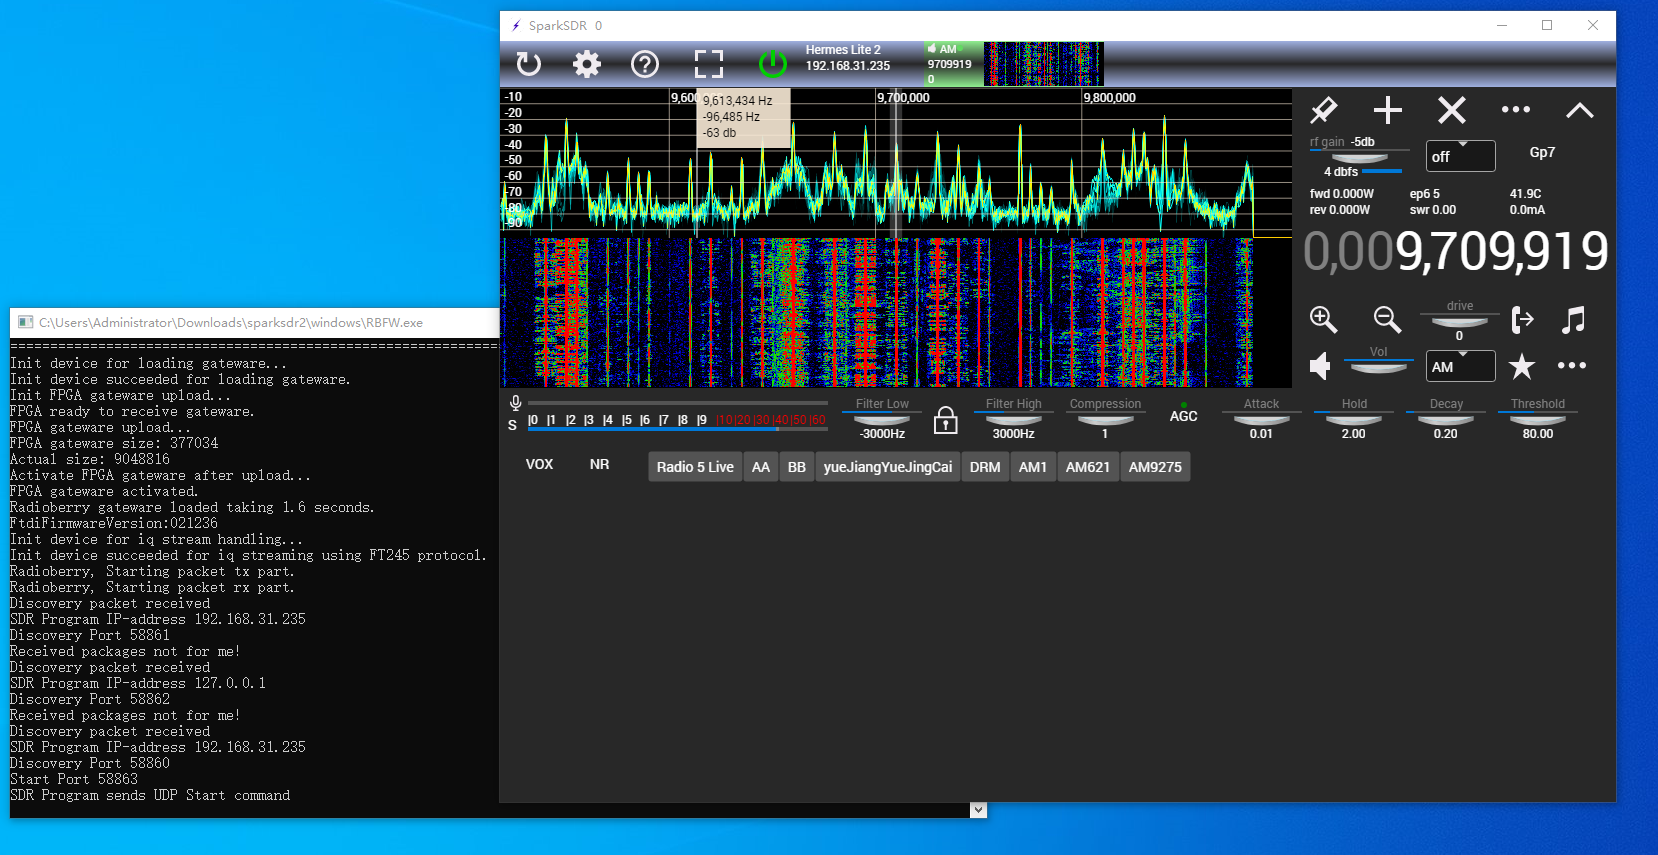 SparkSDR 0
Hermes Lite 2
192.168.31.235
AM
9709919
0
-10
-20
-30
-40
-50
-60
-70
-80
-90
9,700,000
9,800,000
9,613,434 Hz
-96,485 Hz
-63 db
rf gain -5db
4 dbfs
off
Gp7
fwd 0.000W ep6 5 41.9C
rev 0.000W swr 0.00 0.0mA
0,009,709,919
drive
0
Vol
AM
S
|0 |1 |2 |3 |4 |5 |6 |7 |8 |9 |10|20|30|40|50|60
Filter Low
-3000Hz
Filter High
3000Hz
Compression
1
AGC
Attack
0.01
Hold
2.00
Decay
0.20
Threshold
80.00
VOX NR Radio 5 Live AA BB yueJiangYueJingCai DRM AM1 AM621 AM9275
C:\Users\Administrator\Downloads\sparksdr2\windows\RBFW.exe
=============================================================
Init device for loading gateware...
Init device succeeded for loading gateware.
Init FPGA gateware upload...
FPGA ready to receive gateware.
FPGA gateware upload...
FPGA gateware size: 377034
Actual size: 9048816
Activate FPGA gateware after upload...
FPGA gateware activated.
Radioberry gateware loaded taking 1.6 seconds.
FtdiFirmwareVersion:021236
Init device for iq stream handling...
Init device succeeded for iq streaming using FT245 protocol.
Radioberry, Starting packet tx part.
Radioberry, Starting packet rx part.
Discovery packet received
SDR Program IP-address 192.168.31.235
Discovery Port 58861
Received packages not for me!
Discovery packet received
SDR Program IP-address 127.0.0.1
Discovery Port 58862
Received packages not for me!
Discovery packet received
SDR Program IP-address 192.168.31.235
Discovery Port 58860
Start Port 58863
SDR Program sends UDP Start command